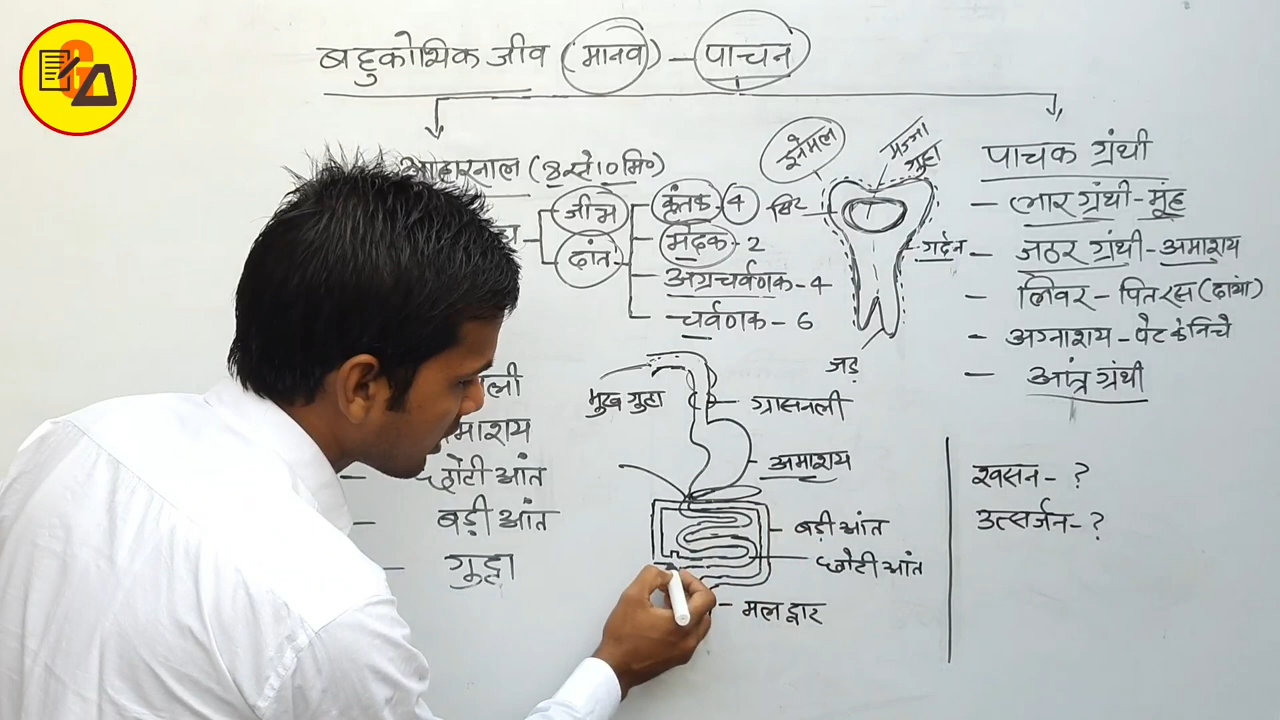 बहुकोशिक जीव (मानव) - पाचन
आहारनाल (8 से 10 मि०)
जीभ
दांत
कृंतक - 4
मेदक - 2
अग्रचर्वणक - 4
चर्वणक - 6
छोटी आंत
बड़ी आंत
गुद्दा
इनेमल
मज्जा
गुहा
गर्दन
जड़
मुख गुहा
ग्रासनली
अमाशय
बड़ी आंत
छोटी आंत
मल द्वार
पाचक ग्रंथी
- लार ग्रंथी - मूंह
- जठर ग्रंथी - अमाशय
- लिवर - पितरस (दायां)
- अग्नाशय - पेट के निचे
- आंत्र ग्रंथी
श्वसन - ?
उत्सर्जन - ?